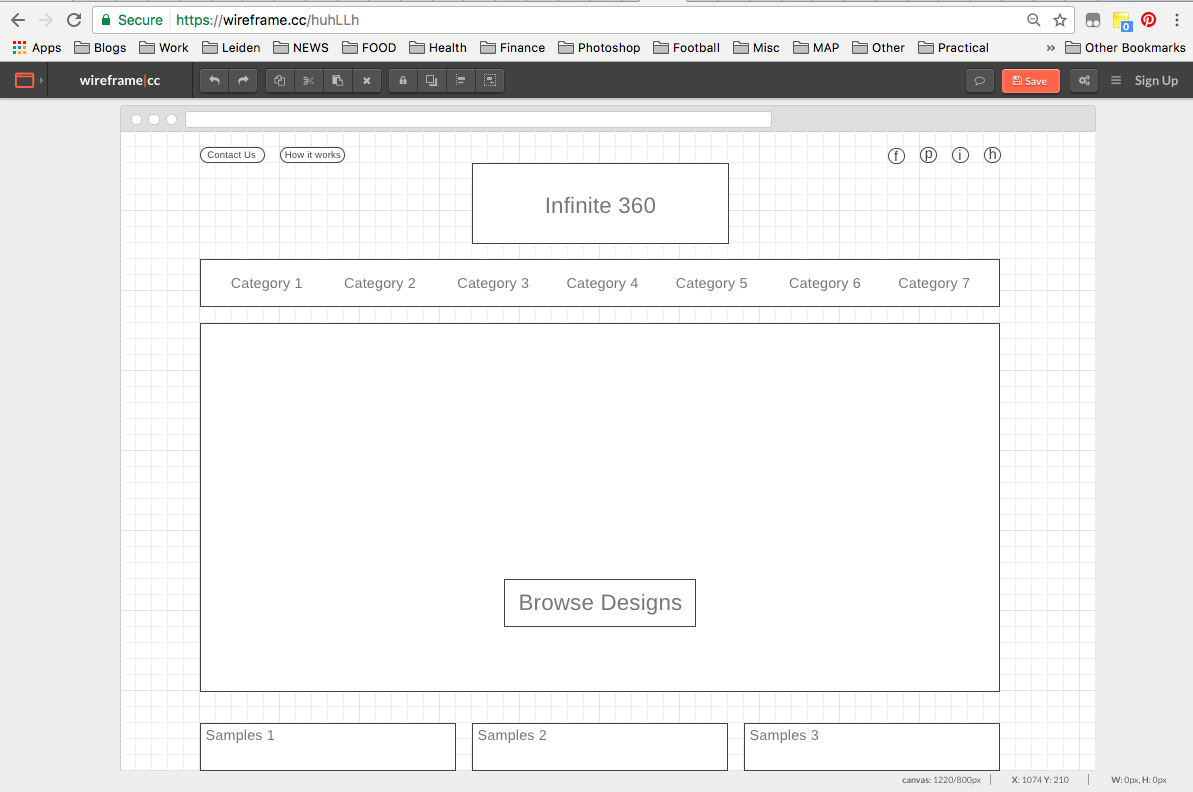 Secure https://wireframe.cc/huhLLh
Apps Blogs Work Leiden NEWS FOOD Health Finance Photoshop Football Misc MAP Other Practical » Other Bookmarks
0
wireframe|cc Save Sign Up
Contact Us How it works f p i h
Infinite 360
Category 1 Category 2 Category 3 Category 4 Category 5 Category 6 Category 7
Browse Designs
Samples 1 Samples 2 Samples 3
canvas: 1220/800px X: 1074 Y: 210 W: 0px, H: 0px